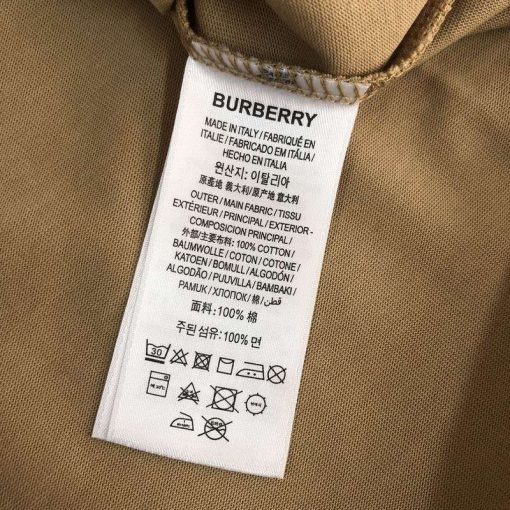 BURBERRY
MADE IN ITALY / FABRIQUÉ EN
ITALIE / FABRICADO EM ITÁLIA /
HECHO EN ITALIA
원산지: 이탈리아
原產地 義大利 / 原产地 意大利
OUTER / MAIN FABRIC / TISSU
EXTÉRIEUR / PRINCIPAL / EXTERIOR -
COMPOSICION PRINCIPAL /
外部/主要布料: 100% COTTON /
BAUMWOLLE / COTON / COTONE /
KATOEN / BOMULL / ALGODÓN /
ALGODÃO / PUUVILLA / BAMBAKI /
PAMUK / ХЛОПОК / 棉 / قطن
面料: 100% 棉
주된 섬유: 100% 면
30